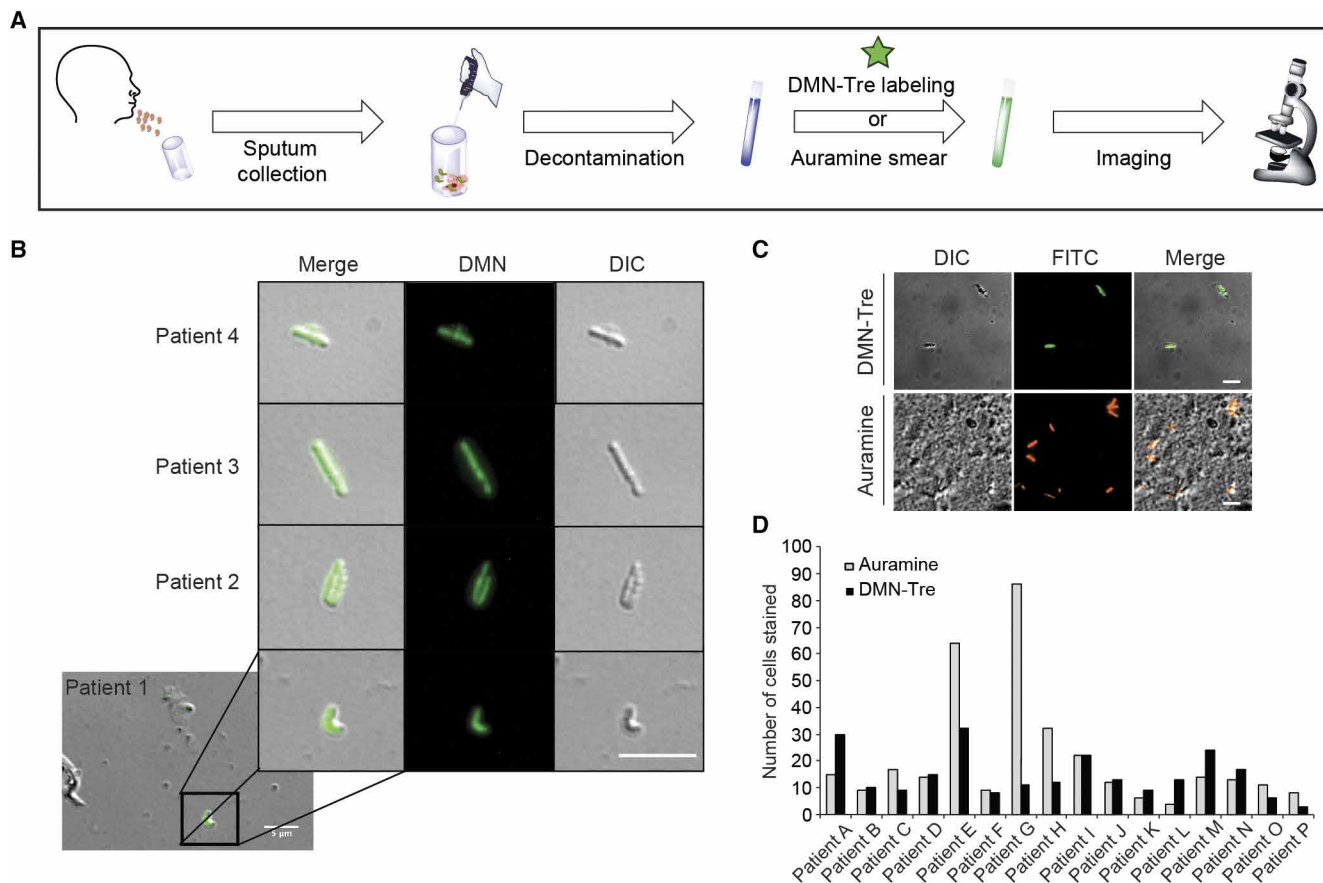 A
Sputum
collection
Decontamination
DMN-Tre labeling
or
Auramine smear
Imaging
B
Merge
DMN
DIC
Patient 4
Patient 3
Patient 2
Patient 1
5 µm
C
DIC
FITC
Merge
DMN-Tre
Auramine
D
Number of cells stained
100
90
80
70
60
50
40
30
20
10
0
Auramine
DMN-Tre
Patient A
Patient B
Patient C
Patient D
Patient E
Patient F
Patient G
Patient H
Patient I
Patient J
Patient K
Patient L
Patient M
Patient N
Patient O
Patient P